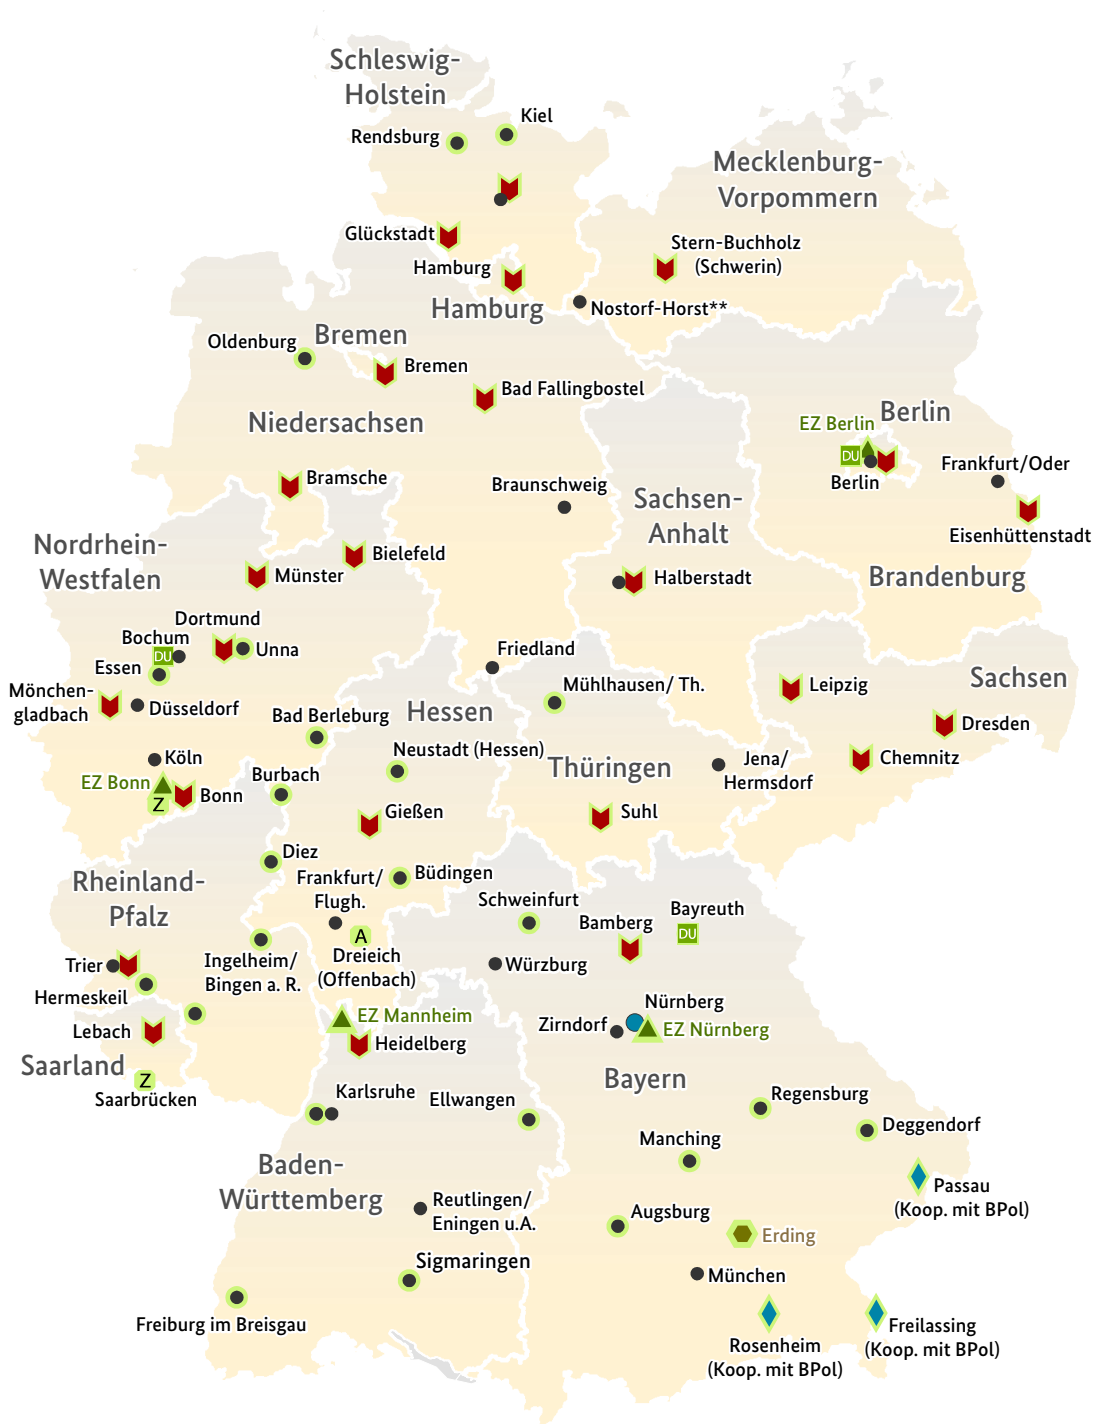 Schleswig-
Holstein
Kiel
Rendsburg
Mecklenburg-
Vorpommern
Glückstadt
Stern-Buchholz
(Schwerin)
Hamburg
Hamburg
Nostorf-Horst**
Bremen
Oldenburg
Bremen
Bad Fallingbostel
Niedersachsen
Berlin
EZ Berlin
DU
Berlin
Frankfurt/Oder
Bramsche
Braunschweig
Sachsen-
Anhalt
Eisenhüttenstadt
Nordrhein-
Westfalen
Bielefeld
Münster
Halberstadt
Brandenburg
Dortmund
Bochum
DU
Unna
Essen
Friedland
Mühlhausen/ Th.
Leipzig
Sachsen
Mönchen-
gladbach
Düsseldorf
Bad Berleburg
Hessen
Dresden
Neustadt (Hessen)
Köln
Thüringen
Jena/
Hermsdorf
Chemnitz
EZ Bonn
Z
Bonn
Burbach
Gießen
Suhl
Diez
Rheinland-
Pfalz
Frankfurt/
Flugh.
Büdingen
Schweinfurt
Bamberg
Bayreuth
DU
A
Dreieich
(Offenbach)
Trier
Ingelheim/
Bingen a. R.
Würzburg
Hermeskeil
Nürnberg
EZ Mannheim
Zirndorf
EZ Nürnberg
Lebach
Heidelberg
Saarland
Z
Saarbrücken
Bayern
Karlsruhe
Ellwangen
Regensburg
Deggendorf
Manching
Baden-
Württemberg
Passau
(Koop. mit BPol)
Reutlingen/
Eningen u.A.
Augsburg
Erding
Sigmaringen
München
Freiburg im Breisgau
Freilassing
(Koop. mit BPol)
Rosenheim
(Koop. mit BPol)